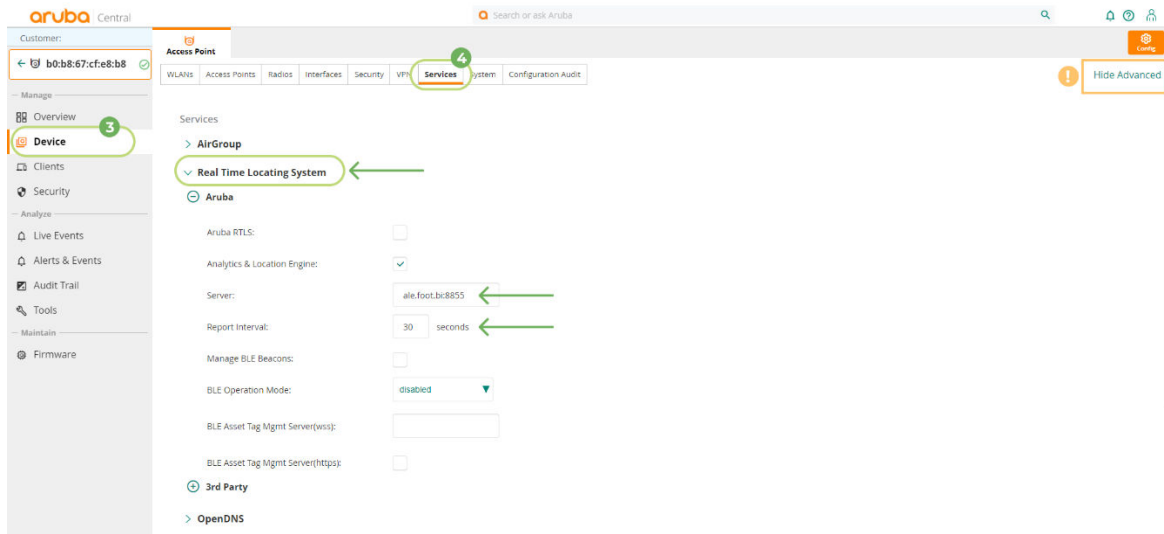 aruba Central
Search or ask Aruba
Customer:
b0:b8:67:cf:e8:b8
Access Point
Config
WLANs Access Points Radios Interfaces Security VPN Services System Configuration Audit
4
! Hide Advanced
Manage
Overview
3
Device
Clients
Security
Analyze
Live Events
Alerts & Events
Audit Trail
Tools
Maintain
Firmware
Services
AirGroup
Real Time Locating System
Aruba
Aruba RTLS:
Analytics & Location Engine:
Server: ale.foot.bi:8855
Report Interval: 30 seconds
Manage BLE Beacons:
BLE Operation Mode: disabled
BLE Asset Tag Mgmt Server(wss):
BLE Asset Tag Mgmt Server(https):
3rd Party
OpenDNS